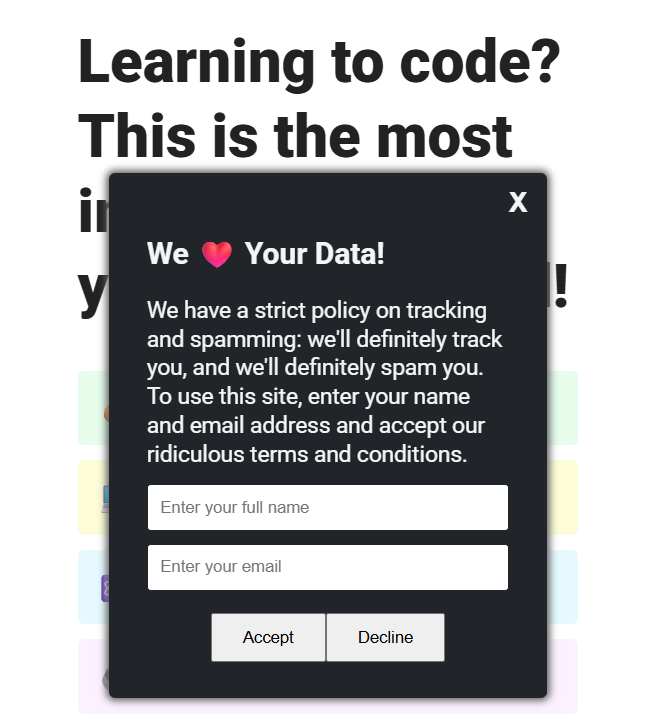 Learning to code?
This is the most
X
We ❤️ Your Data!
We have a strict policy on tracking
and spamming: we'll definitely track
you, and we'll definitely spam you.
To use this site, enter your name
and email address and accept our
ridiculous terms and conditions.
Enter your full name
Enter your email
Accept Decline